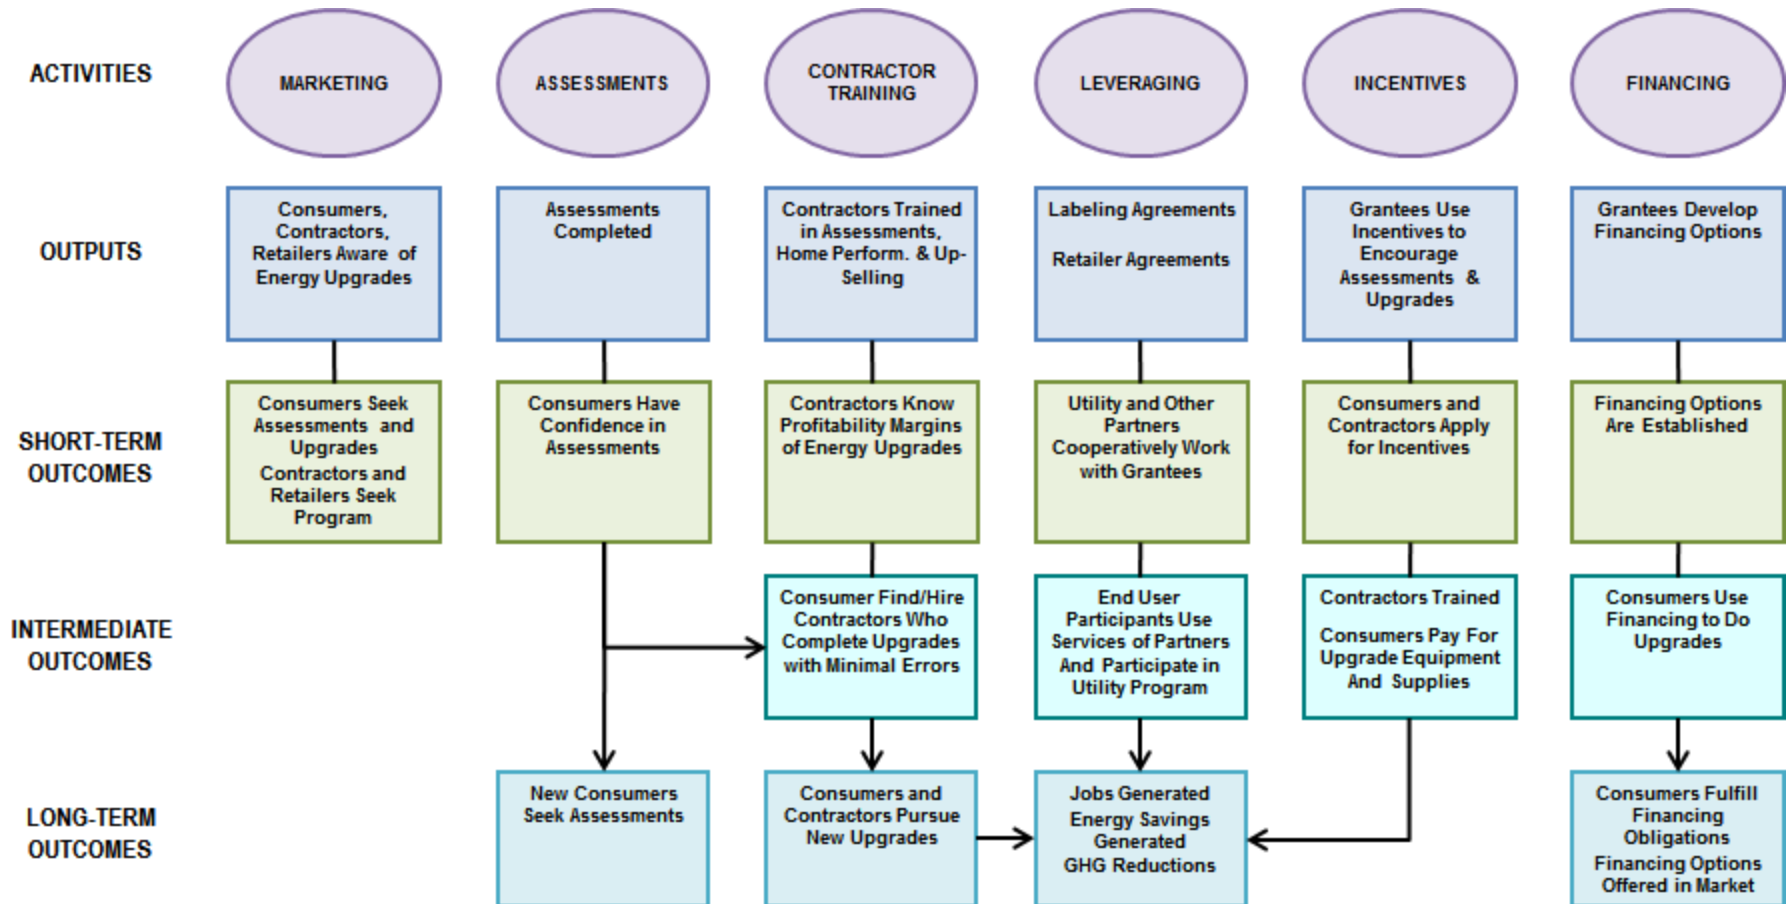 ACTIVITIES
MARKETING
ASSESSMENTS
CONTRACTOR
TRAINING
LEVERAGING
INCENTIVES
FINANCING
OUTPUTS
Consumers,
Contractors,
Retailers Aware of
Energy Upgrades
Assessments
Completed
Contractors Trained
in Assessments,
Home Perform. & Up-
Selling
Labeling Agreements
Retailer Agreements
Grantees Use
Incentives to
Encourage
Assessments &
Upgrades
Grantees Develop
Financing Options
SHORT-TERM
OUTCOMES
Consumers Seek
Assessments and
Upgrades
Contractors and
Retailers Seek
Program
Consumers Have
Confidence in
Assessments
Contractors Know
Profitability Margins
of Energy Upgrades
Utility and Other
Partners
Cooperatively Work
with Grantees
Consumers and
Contractors Apply
for Incentives
Financing Options
Are Established
INTERMEDIATE
OUTCOMES
Consumer Find/Hire
Contractors Who
Complete Upgrades
with Minimal Errors
End User
Participants Use
Services of Partners
And Participate in
Utility Program
Contractors Trained
Consumers Pay For
Upgrade Equipment
And Supplies
Consumers Use
Financing to Do
Upgrades
LONG-TERM
OUTCOMES
New Consumers
Seek Assessments
Consumers and
Contractors Pursue
New Upgrades
Jobs Generated
Energy Savings
Generated
GHG Reductions
Consumers Fulfill
Financing
Obligations
Financing Options
Offered in Market